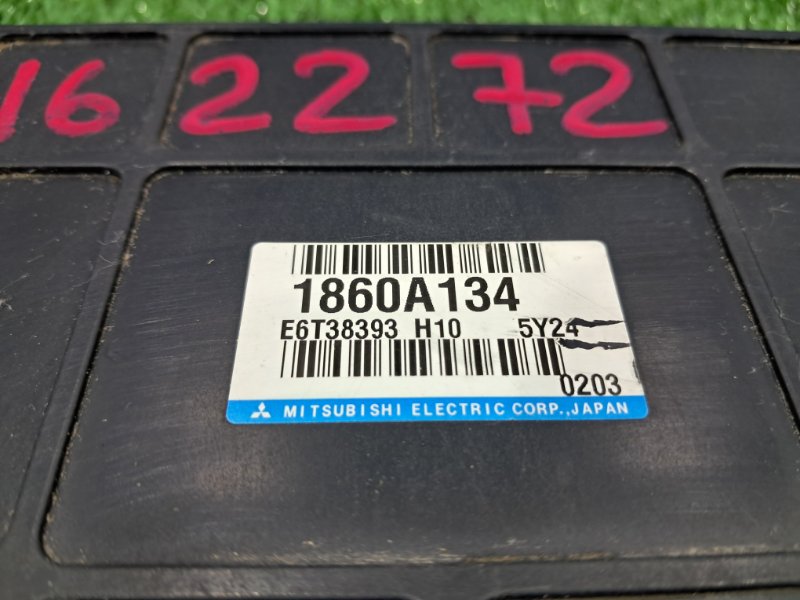 16 22 72
1860A134
E6T38393 H10 5Y24
0203
MITSUBISHI ELECTRIC CORP.,JAPAN